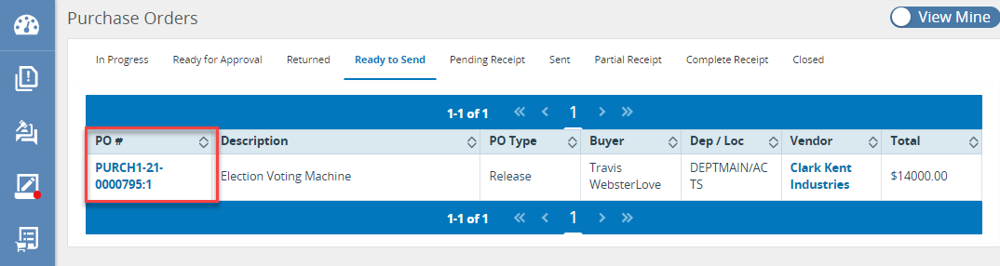 Purchase Orders
View Mine
In Progress Ready for Approval Returned Ready to Send Pending Receipt Sent Partial Receipt Complete Receipt Closed
1-1 of 1 « ‹ 1 › »
PO # Description PO Type Buyer Dep / Loc Vendor Total
PURCH1-21-
0000795:1
Election Voting Machine
Release
Travis
WebsterLove
DEPTMAIN/AC
TS
Clark Kent
Industries
$14000.00
1-1 of 1 « ‹ 1 › »